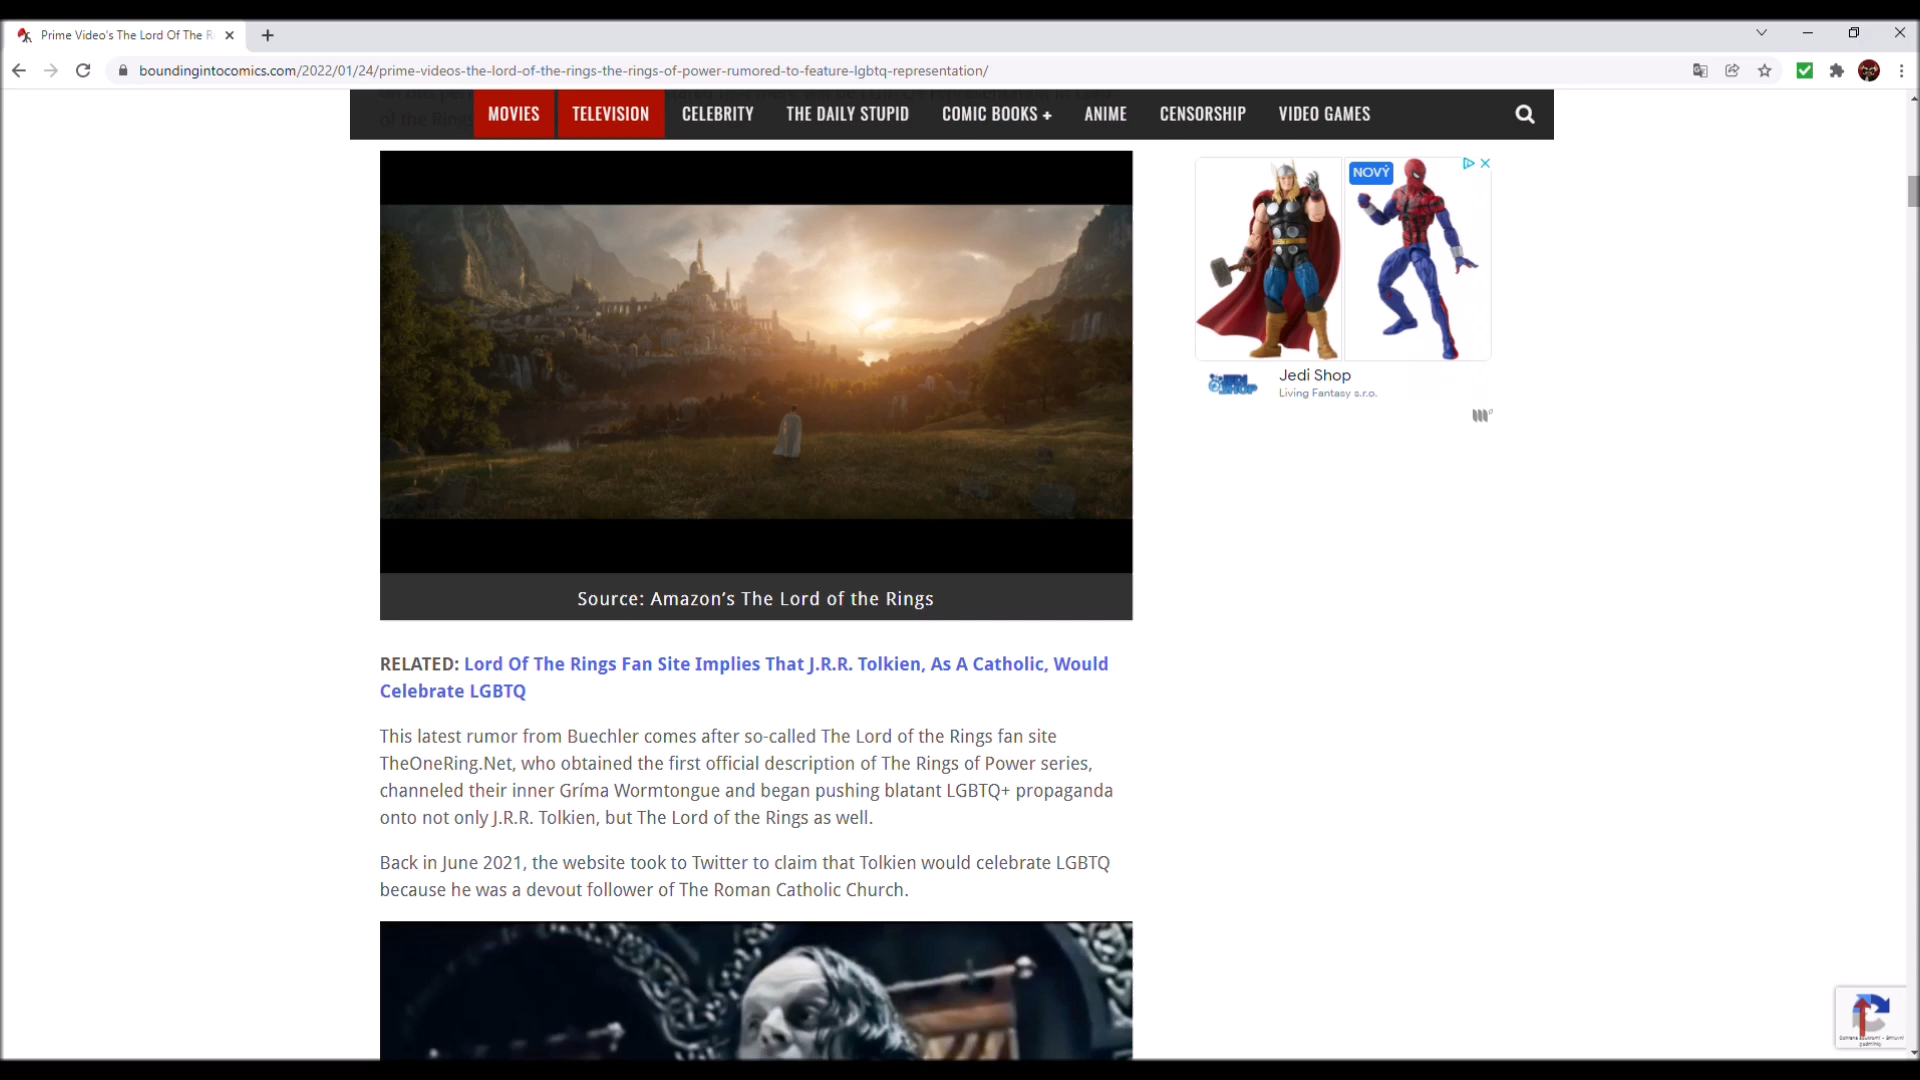 Prime Video's The Lord Of The R
boundingintocomics.com/2022/01/24/prime-videos-the-lord-of-the-rings-the-rings-of-power-rumored-to-feature-lgbtq-representation/
of the Rings
MOVIES TELEVISION CELEBRITY THE DAILY STUPID COMIC BOOKS + ANIME CENSORSHIP VIDEO GAMES
NOVÝ
JEDI SHOP
Jedi Shop
Living Fantasy s.r.o.
Source: Amazon's The Lord of the Rings
RELATED: Lord Of The Rings Fan Site Implies That J.R.R. Tolkien, As A Catholic, Would
Celebrate LGBTQ
This latest rumor from Buechler comes after so-called The Lord of the Rings fan site
TheOneRing.Net, who obtained the first official description of The Rings of Power series,
channeled their inner Gríma Wormtongue and began pushing blatant LGBTQ+ propaganda
onto not only J.R.R. Tolkien, but The Lord of the Rings as well.
Back in June 2021, the website took to Twitter to claim that Tolkien would celebrate LGBTQ
because he was a devout follower of The Roman Catholic Church.